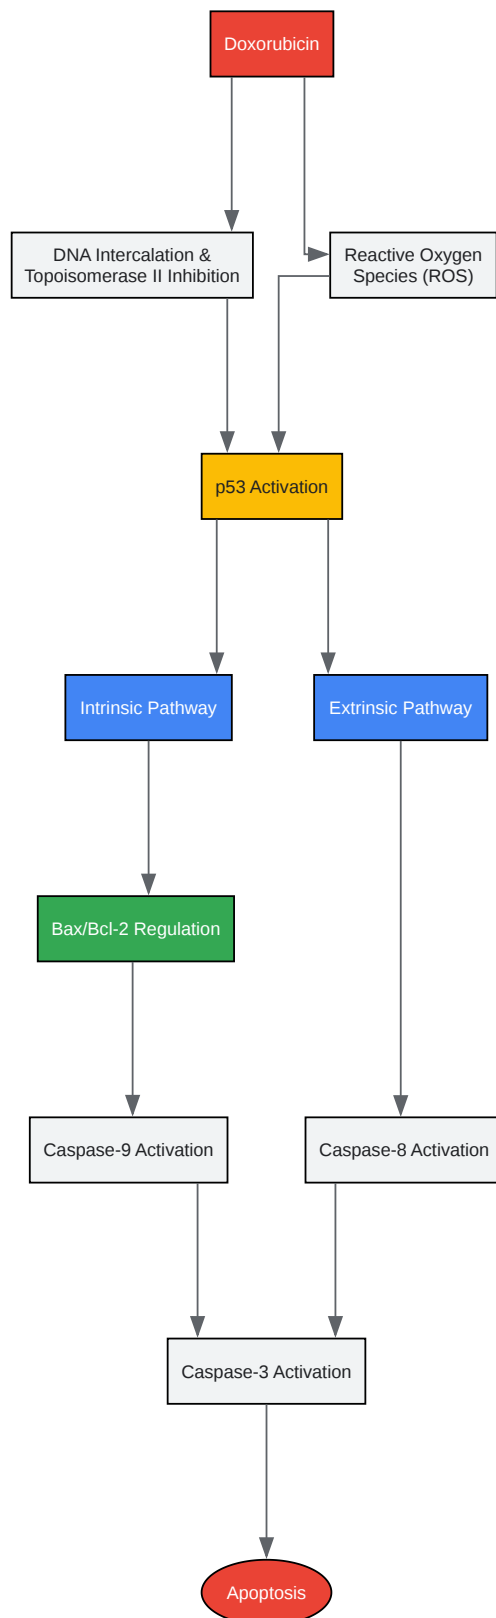 Doxorubicin
DNA Intercalation &
Topoisomerase II Inhibition
Reactive Oxygen
Species (ROS)
p53 Activation
Intrinsic Pathway
Extrinsic Pathway
Bax/Bcl-2 Regulation
Caspase-9 Activation
Caspase-8 Activation
Caspase-3 Activation
Apoptosis